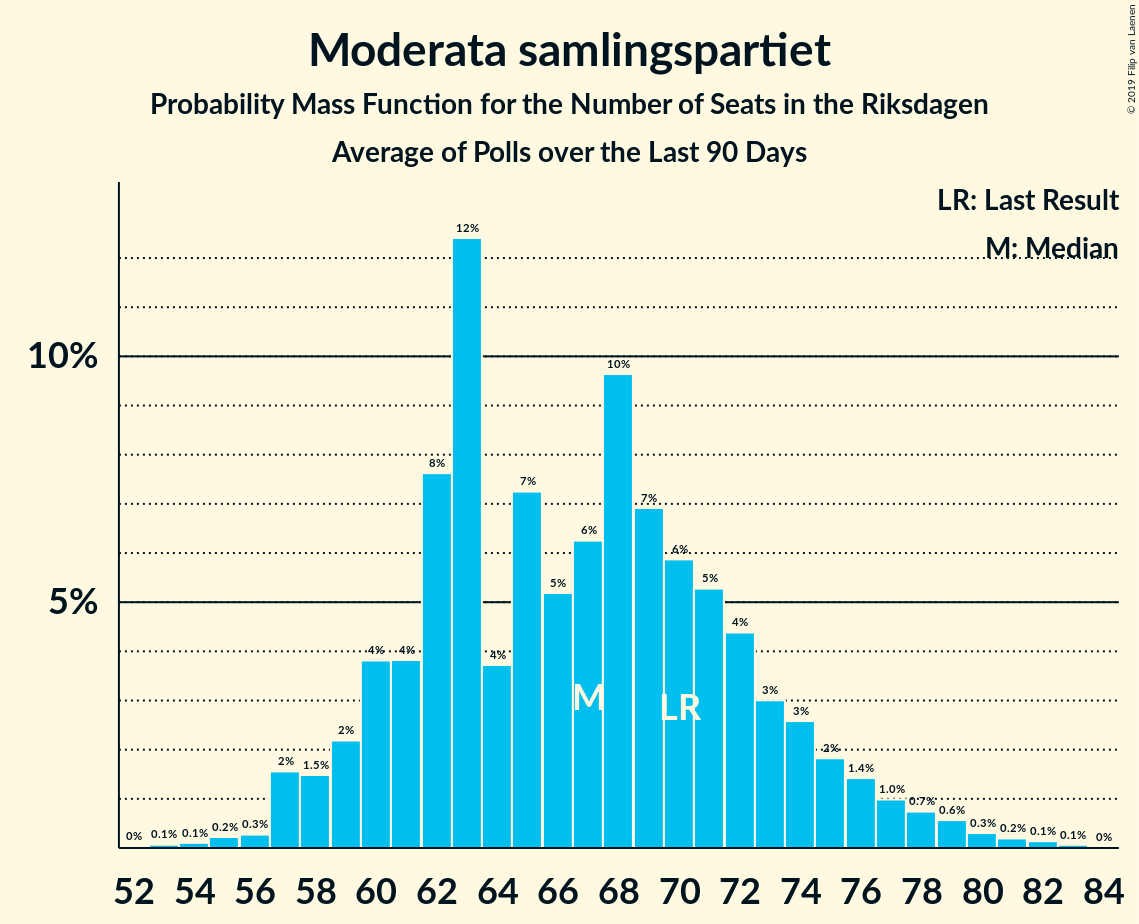 Moderata samlingspartiet
Probability Mass Function for the Number of Seats in the Riksdagen
Average of Polls over the Last 90 Days
© 2019 Filip van Laenen
LR: Last Result
M: Median
10%
5%
0% 0.1% 0.1% 0.2% 0.3% 2% 1.5% 2% 4% 4% 8% 12% 4% 7% 5% 6% 10% 7% 6% 5% 4% 3% 3% 2% 1.4% 1.0% 0.7% 0.6% 0.3% 0.2% 0.1% 0.1% 0%
M LR
52 54 56 58 60 62 64 66 68 70 72 74 76 78 80 82 84